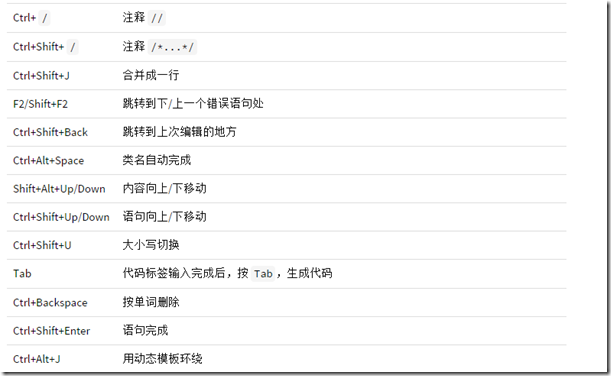 Ctrl+ / 注释 //
Ctrl+Shift+ / 注释 /*...*/
Ctrl+Shift+J 合并成一行
F2/Shift+F2 跳转到下/上一个错误语句处
Ctrl+Shift+Back 跳转到上次编辑的地方
Ctrl+Alt+Space 类名自动完成
Shift+Alt+Up/Down 内容向上/下移动
Ctrl+Shift+Up/Down 语句向上/下移动
Ctrl+Shift+U 大小写切换
Tab 代码标签输入完成后，按 Tab，生成代码
Ctrl+Backspace 按单词删除
Ctrl+Shift+Enter 语句完成
Ctrl+Alt+J 用动态模板环绕